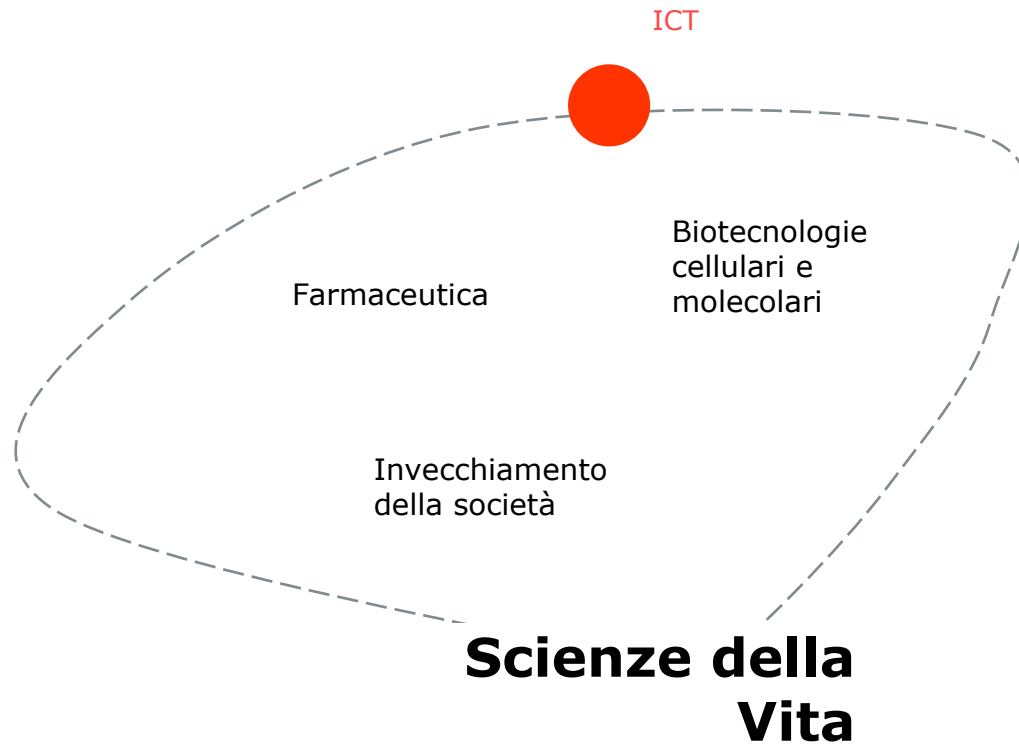 ICT
Biotecnologie
cellulari e
molecolari
Farmaceutica
Invecchiamento
della società
Scienze della
Vita